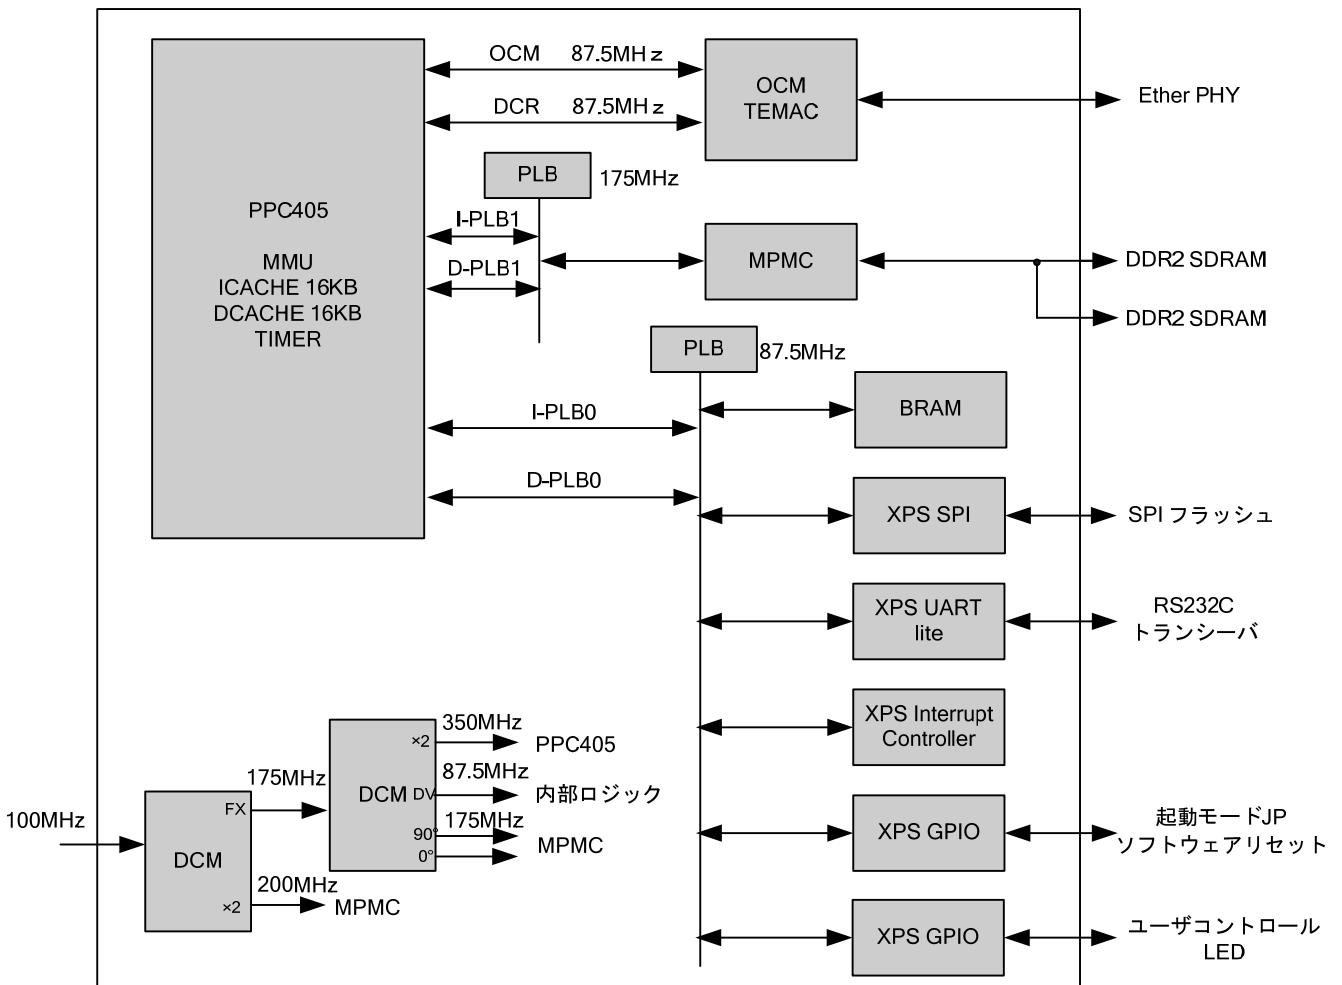 OCM 87.5MHz
DCR 87.5MHz
OCM
TEMAC
Ether PHY
PLB
175MHz
PPC405
MMU
ICACHE 16KB
DCACHE 16KB
TIMER
I-PLB1
D-PLB1
MPMC
DDR2 SDRAM
DDR2 SDRAM
PLB
87.5MHz
I-PLB0
D-PLB0
BRAM
XPS SPI
SPI フラッシュ
XPS UART
lite
RS232C
トランシーバ
XPS Interrupt
Controller
XPS GPIO
起動モードJP
ソフトウェアリセット
XPS GPIO
ユーザコントロール
LED
100MHz
DCM
FX
×2
175MHz
200MHz
MPMC
DCM
×2
DV
90°
0°
350MHz
PPC405
87.5MHz
内部ロジック
175MHz
MPMC